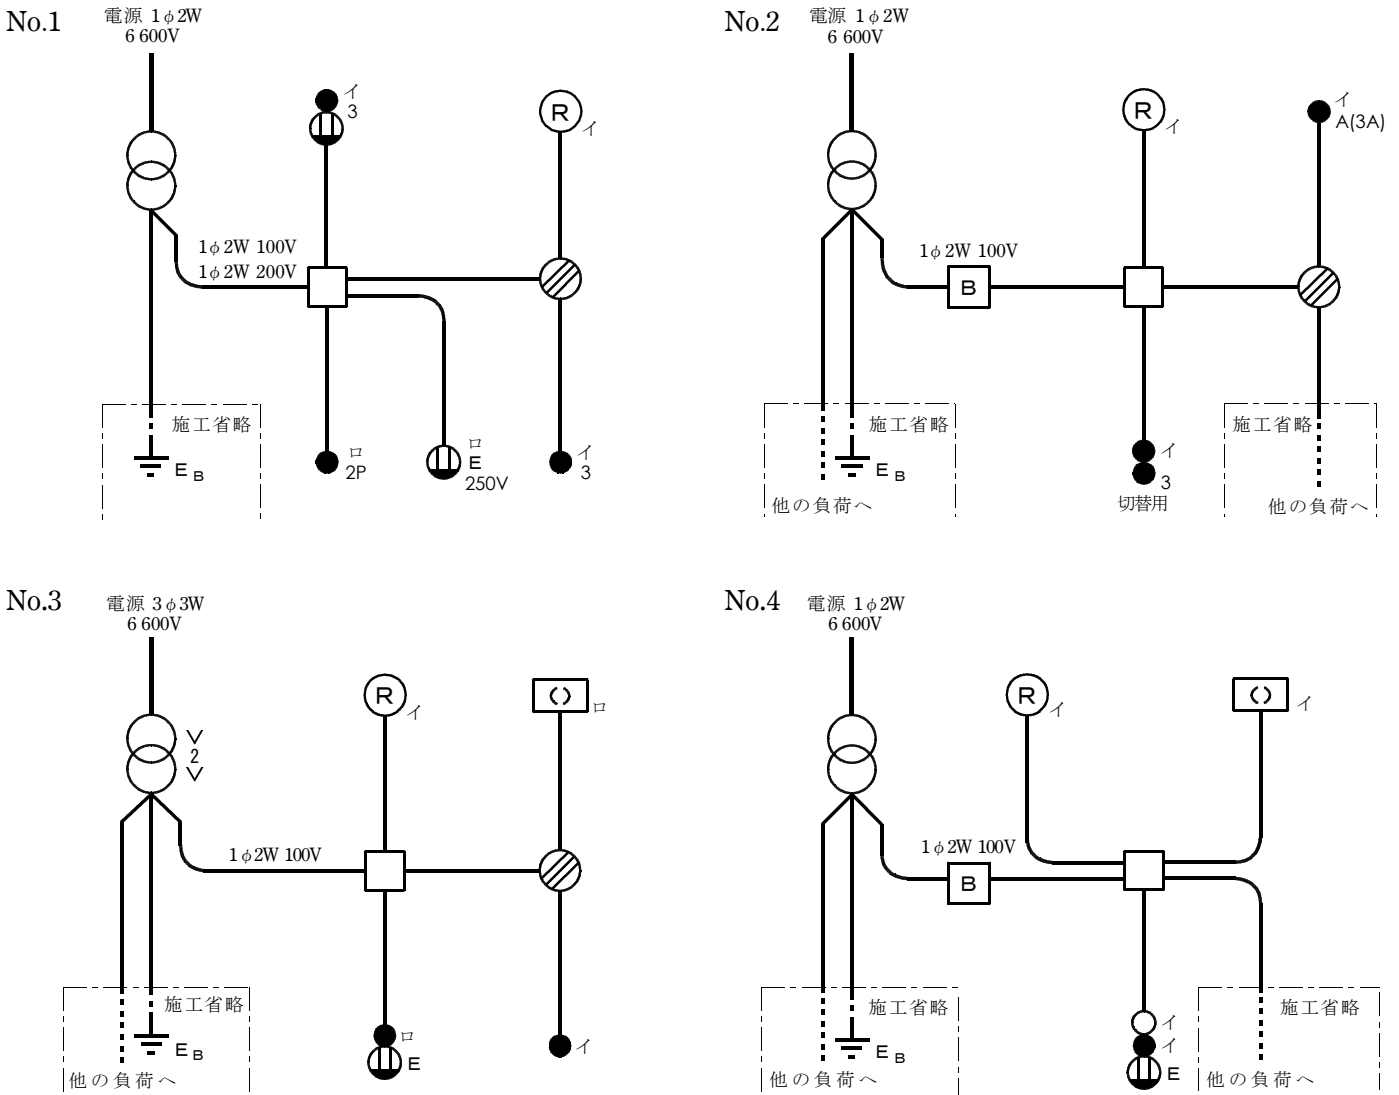 No.1
電源 1φ2W
6 600V
イ
3
R
イ
1φ2W 100V
1φ2W 200V
施工省略
EB
ロ
2P
ロ
E
250V
イ
3
No.2
電源 1φ2W
6 600V
R
イ
イ
A(3A)
1φ2W 100V
B
施工省略
EB
他の負荷へ
イ
3
切替用
施工省略
他の負荷へ
No.3
電源 3φ3W
6 600V
V
2
V
R
イ
()
ロ
1φ2W 100V
施工省略
EB
他の負荷へ
ロ
E
イ
No.4
電源 1φ2W
6 600V
R
イ
()
イ
1φ2W 100V
B
施工省略
EB
他の負荷へ
イ
イ
E
施工省略
他の負荷へ